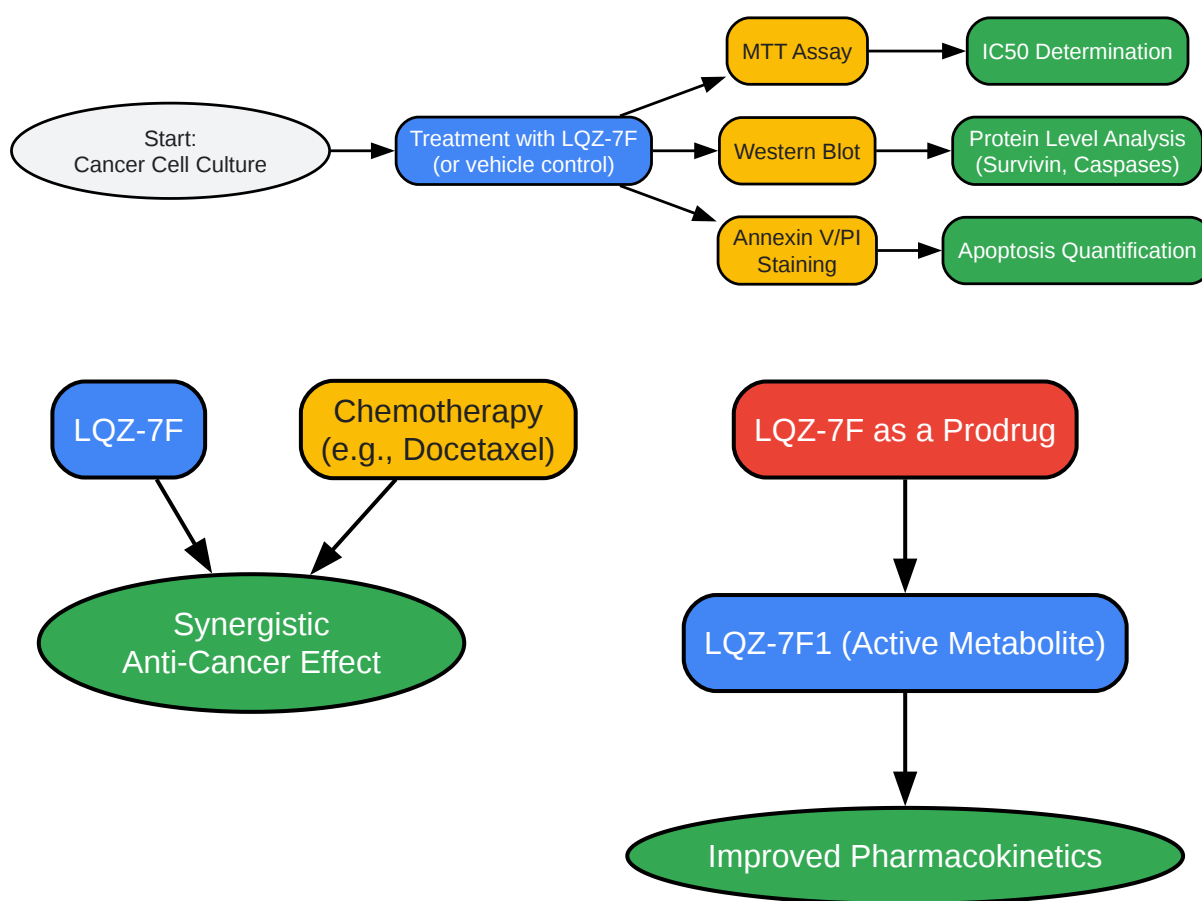 Start:
Cancer Cell Culture
Treatment with LQZ-7F
(or vehicle control)
MTT Assay
IC50 Determination
Western Blot
Protein Level Analysis
(Survivin, Caspases)
Annexin V/PI
Staining
Apoptosis Quantification
LQZ-7F
Chemotherapy
(e.g., Docetaxel)
Synergistic
Anti-Cancer Effect
LQZ-7F as a Prodrug
LQZ-7F1 (Active Metabolite)
Improved Pharmacokinetics